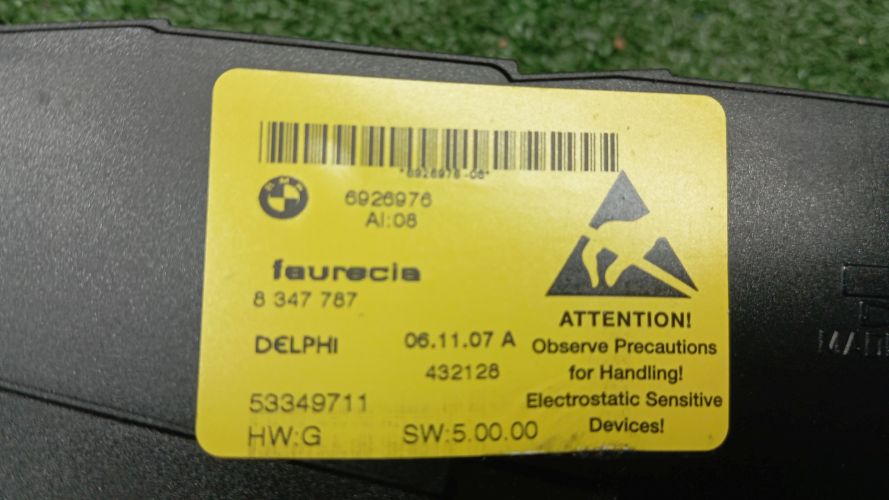 *6926976-08*
BMW
6926976
AI:08
faurecia
8 347 787
DELPHI 06.11.07 A
432128
53349711
HW:G SW:5.00.00
ATTENTION!
Observe Precautions
for Handling!
Electrostatic Sensitive
Devices!